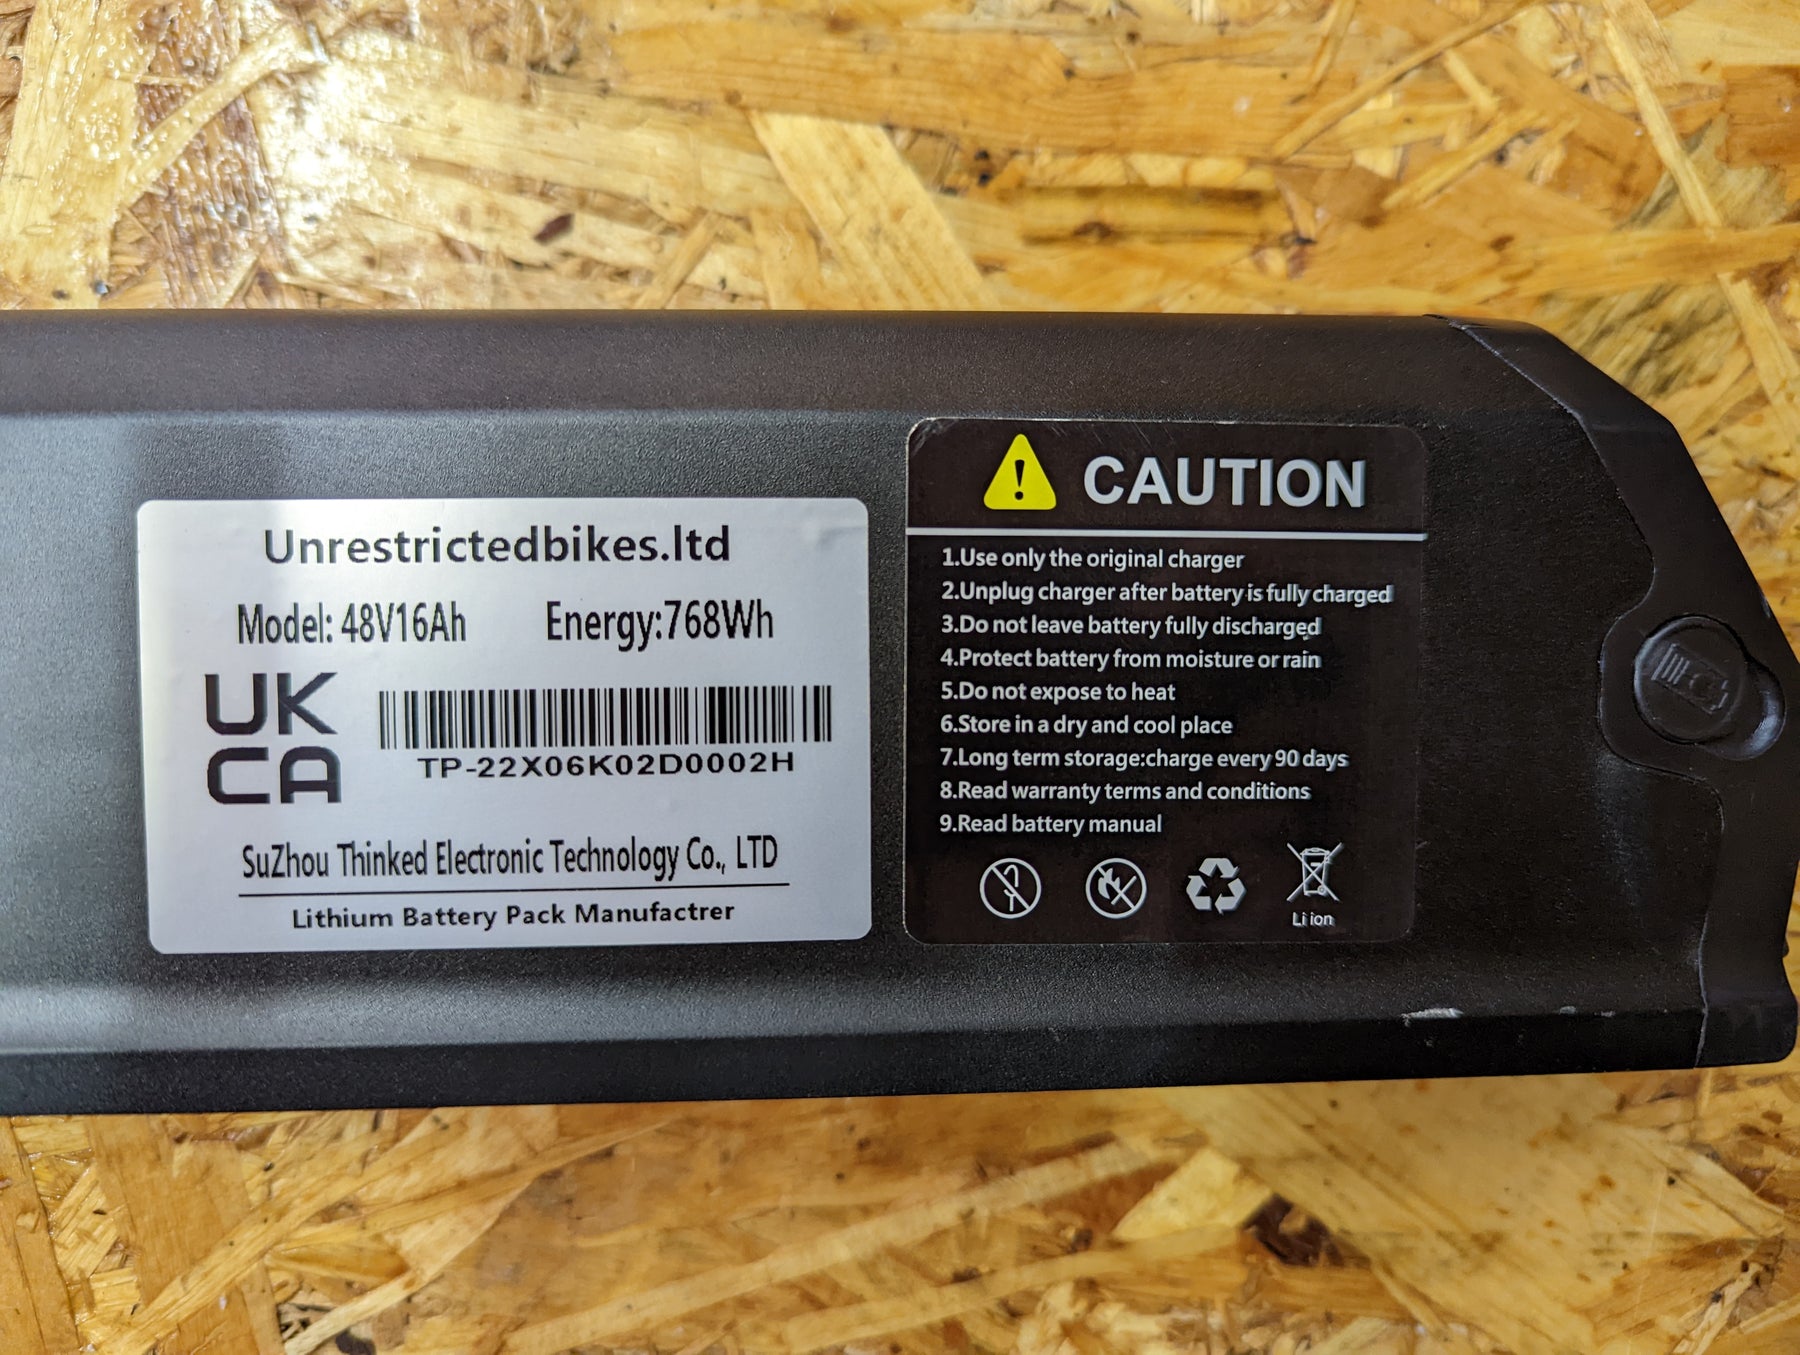 Unrestrictedbikes.ltd
Model: 48V16Ah Energy:768Wh
UK
CA
TP-22X06K02D0002H
SuZhou Thinked Electronic Technology Co., LTD
Lithium Battery Pack Manufactrer
CAUTION
1.Use only the original charger
2.Unplug charger after battery is fully charged
3.Do not leave battery fully discharged
4.Protect battery from moisture or rain
5.Do not expose to heat
6.Store in a dry and cool place
7.Long term storage:charge every 90 days
8.Read warranty terms and conditions
9.Read battery manual
Li ion